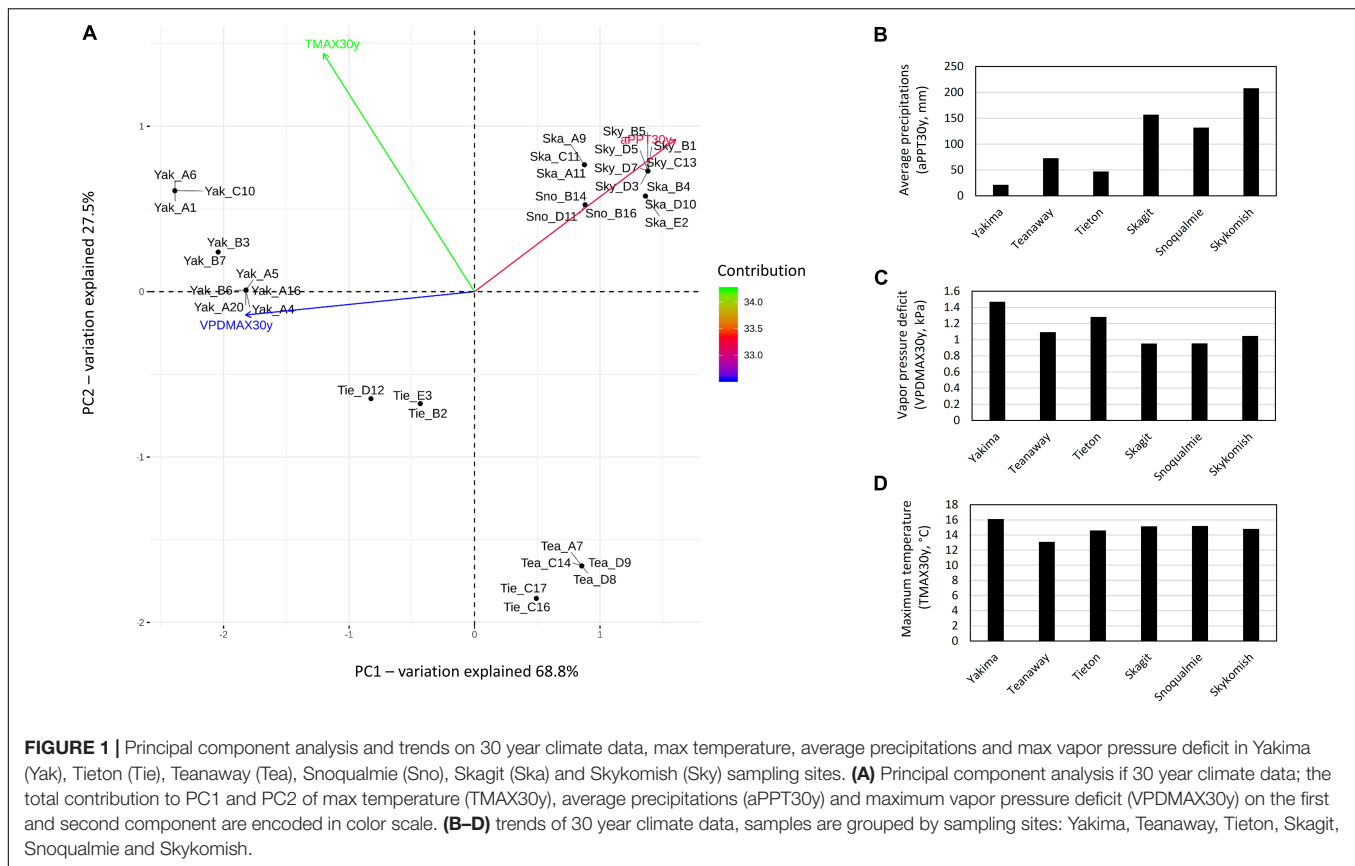 A
TMAX30y
aPPT30y
VPDMAX30y
Yak_A6
Yak_C10
Yak_A1
Yak_B3
Yak_B7
Yak_A5
Yak_B6
Yak_A16
Yak_A20
Yak_A4
Tie_D12
Tie_E3
Tie_B2
Ska_A9
Ska_C11
Ska_A11
Sno_B14
Sno_D11
Sno_B16
Sky_B5
Sky_D5
Sky_B1
Sky_D7
Sky_C13
Sky_D3
Ska_B4
Ska_D10
Ska_E2
Tea_A7
Tea_C14
Tea_D9
Tea_D8
Tie_C17
Tie_C16
1
0
-1
-2
-2
-1
0
1
PC2 – variation explained 27.5%
PC1 – variation explained 68.8%
Contribution
34.0
33.5
33.0
B
Average precipitations
(aPPT30y, mm)
250
200
150
100
50
0
Yakima
Teanaway
Tieton
Skagit
Snoqualmie
Skykomish
C
Vapor pressure deficit
(VPDMAX30y, kPa)
1.6
1.4
1.2
1
0.8
0.6
0.4
0.2
0
Yakima
Teanaway
Tieton
Skagit
Snoqualmie
Skykomish
D
Maximum temperature
(TMAX30y, °C)
18
16
14
12
10
8
6
4
2
0
Yakima
Teanaway
Tieton
Skagit
Snoqualmie
Skykomish
FIGURE 1 | Principal component analysis and trends on 30 year climate data, max temperature, average precipitations and max vapor pressure deficit in Yakima
(Yak), Tieton (Tie), Teanaway (Tea), Snoqualmie (Sno), Skagit (Ska) and Skykomish (Sky) sampling sites. (A) Principal component analysis if 30 year climate data; the
total contribution to PC1 and PC2 of max temperature (TMAX30y), average precipitations (aPPT30y) and maximum vapor pressure deficit (VPDMAX30y) on the first
and second component are encoded in color scale. (B–D) trends of 30 year climate data, samples are grouped by sampling sites: Yakima, Teanaway, Tieton, Skagit,
Snoqualmie and Skykomish.